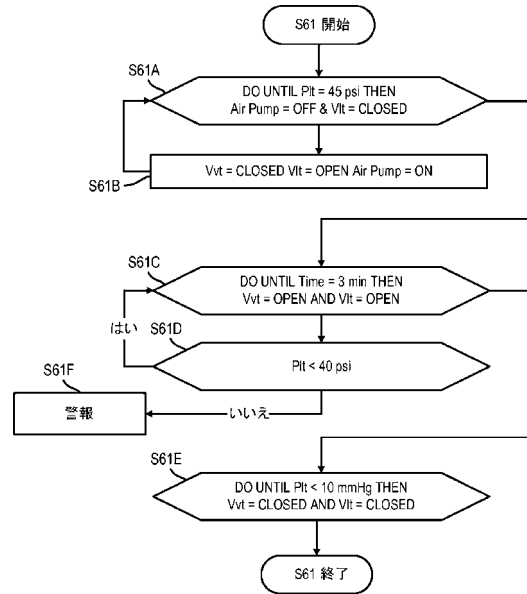 S61 開始
S61A
DO UNTIL Plt = 45 psi THEN
Air Pump = OFF & Vlt = CLOSED
Vvt = CLOSED Vlt = OPEN Air Pump = ON
S61B
S61C
DO UNTIL Time = 3 min THEN
Vvt = OPEN AND Vlt = OPEN
はい
S61D
Plt < 40 psi
S61F
警報
いいえ
S61E
DO UNTIL Plt < 10 mmHg THEN
Vvt = CLOSED AND Vlt = CLOSED
S61 終了